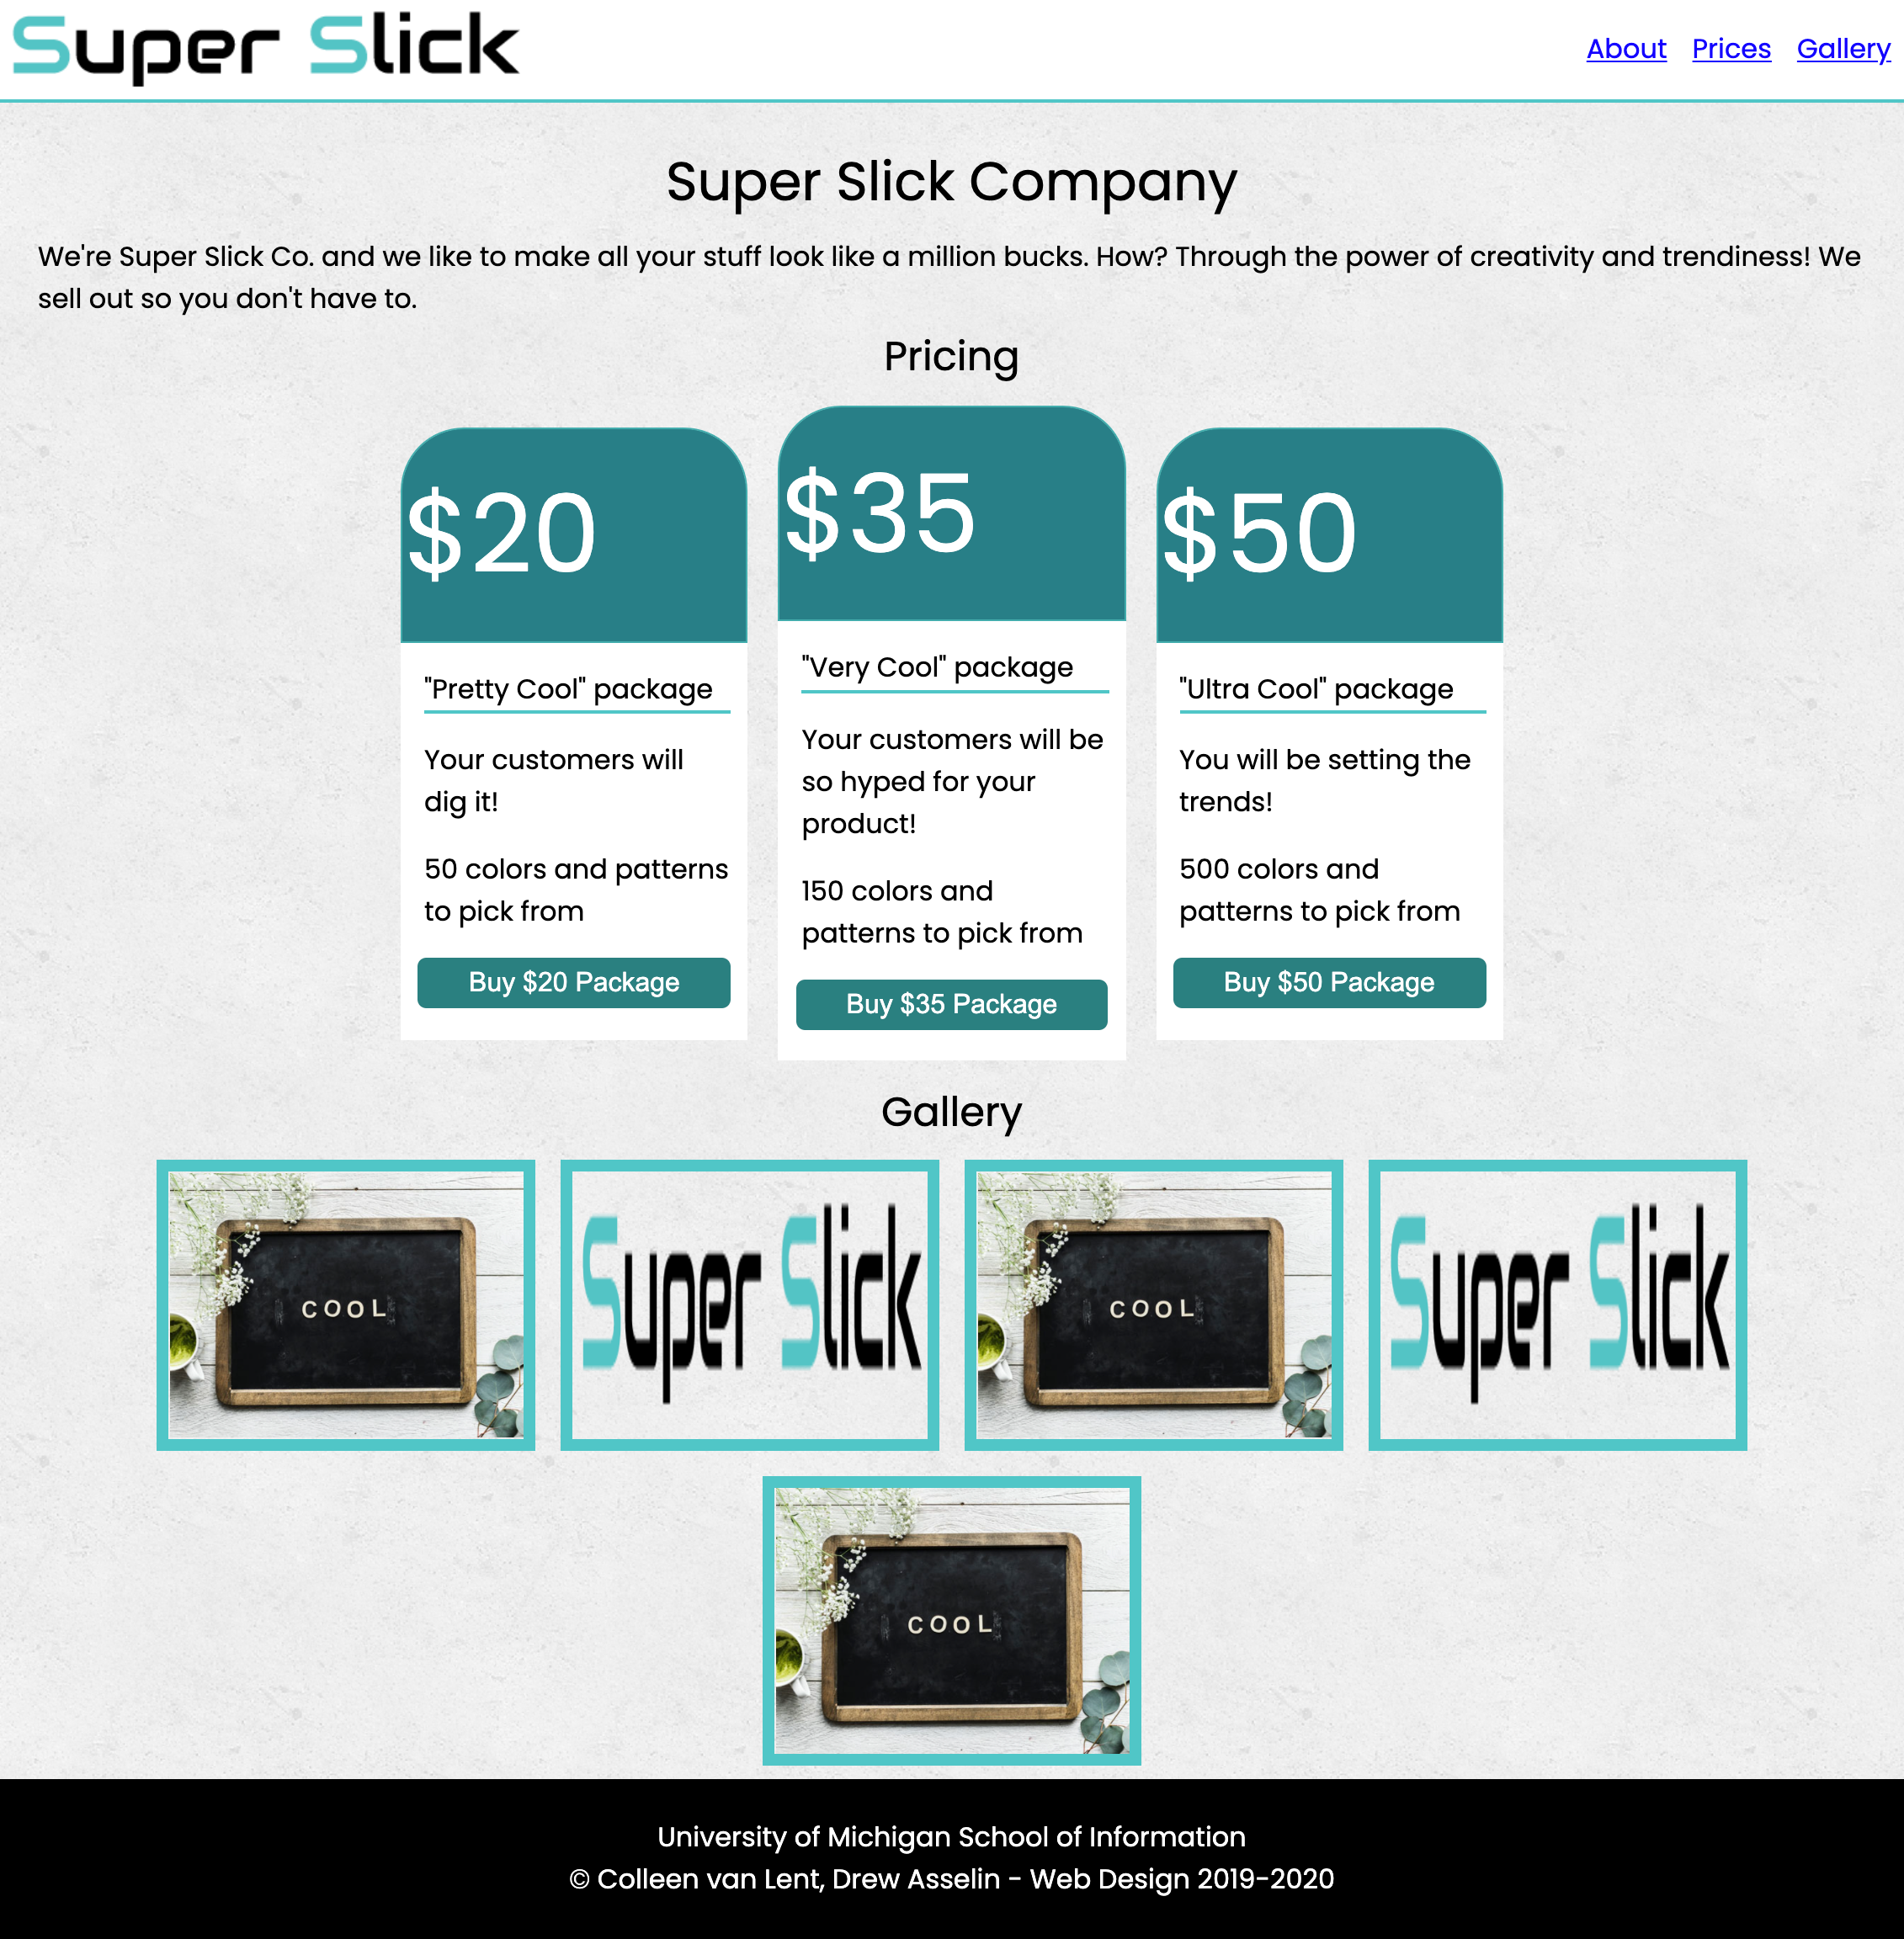 Super Slick
About Prices Gallery
Super Slick Company
We're Super Slick Co. and we like to make all your stuff look like a million bucks. How? Through the power of creativity and trendiness! We
sell out so you don't have to.
Pricing
$20
"Pretty Cool" package
Your customers will
dig it!
50 colors and patterns
to pick from
Buy $20 Package
$35
"Very Cool" package
Your customers will be
so hyped for your
product!
150 colors and
patterns to pick from
Buy $35 Package
$50
"Ultra Cool" package
You will be setting the
trends!
500 colors and
patterns to pick from
Buy $50 Package
Gallery
COOL
Super Slick
COOL
Super Slick
COOL
University of Michigan School of Information
© Colleen van Lent, Drew Asselin - Web Design 2019-2020